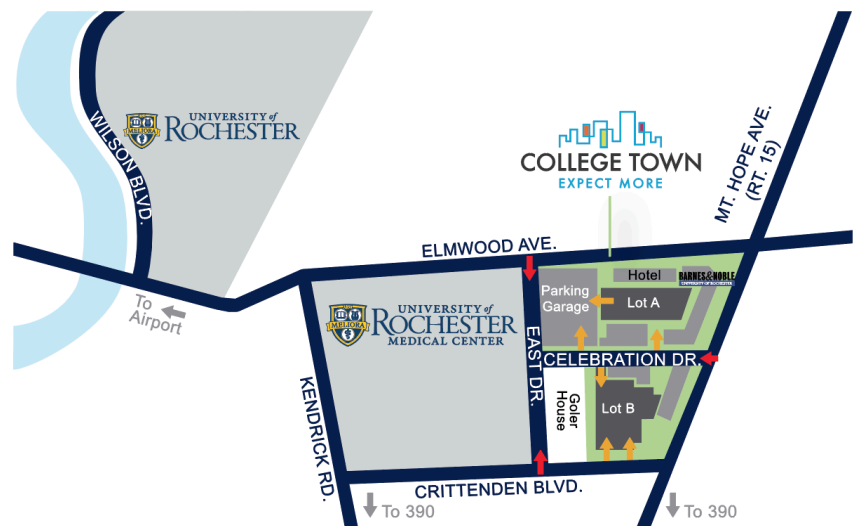 UNIVERSITY of
ROCHESTER
MELIORA
WILSON BLVD.
COLLEGE TOWN
EXPECT MORE
MT. HOPE AVE.
(RT. 15)
ELMWOOD AVE.
To
Airport
UNIVERSITY of
ROCHESTER
MEDICAL CENTER
MELIORA
Parking
Garage
Hotel
BARNES&NOBLE
UNIVERSITY OF ROCHESTER
Lot A
EAST DR.
CELEBRATION DR.
KENDRICK RD.
Goler
House
Lot B
CRITTENDEN BLVD.
To 390
To 390